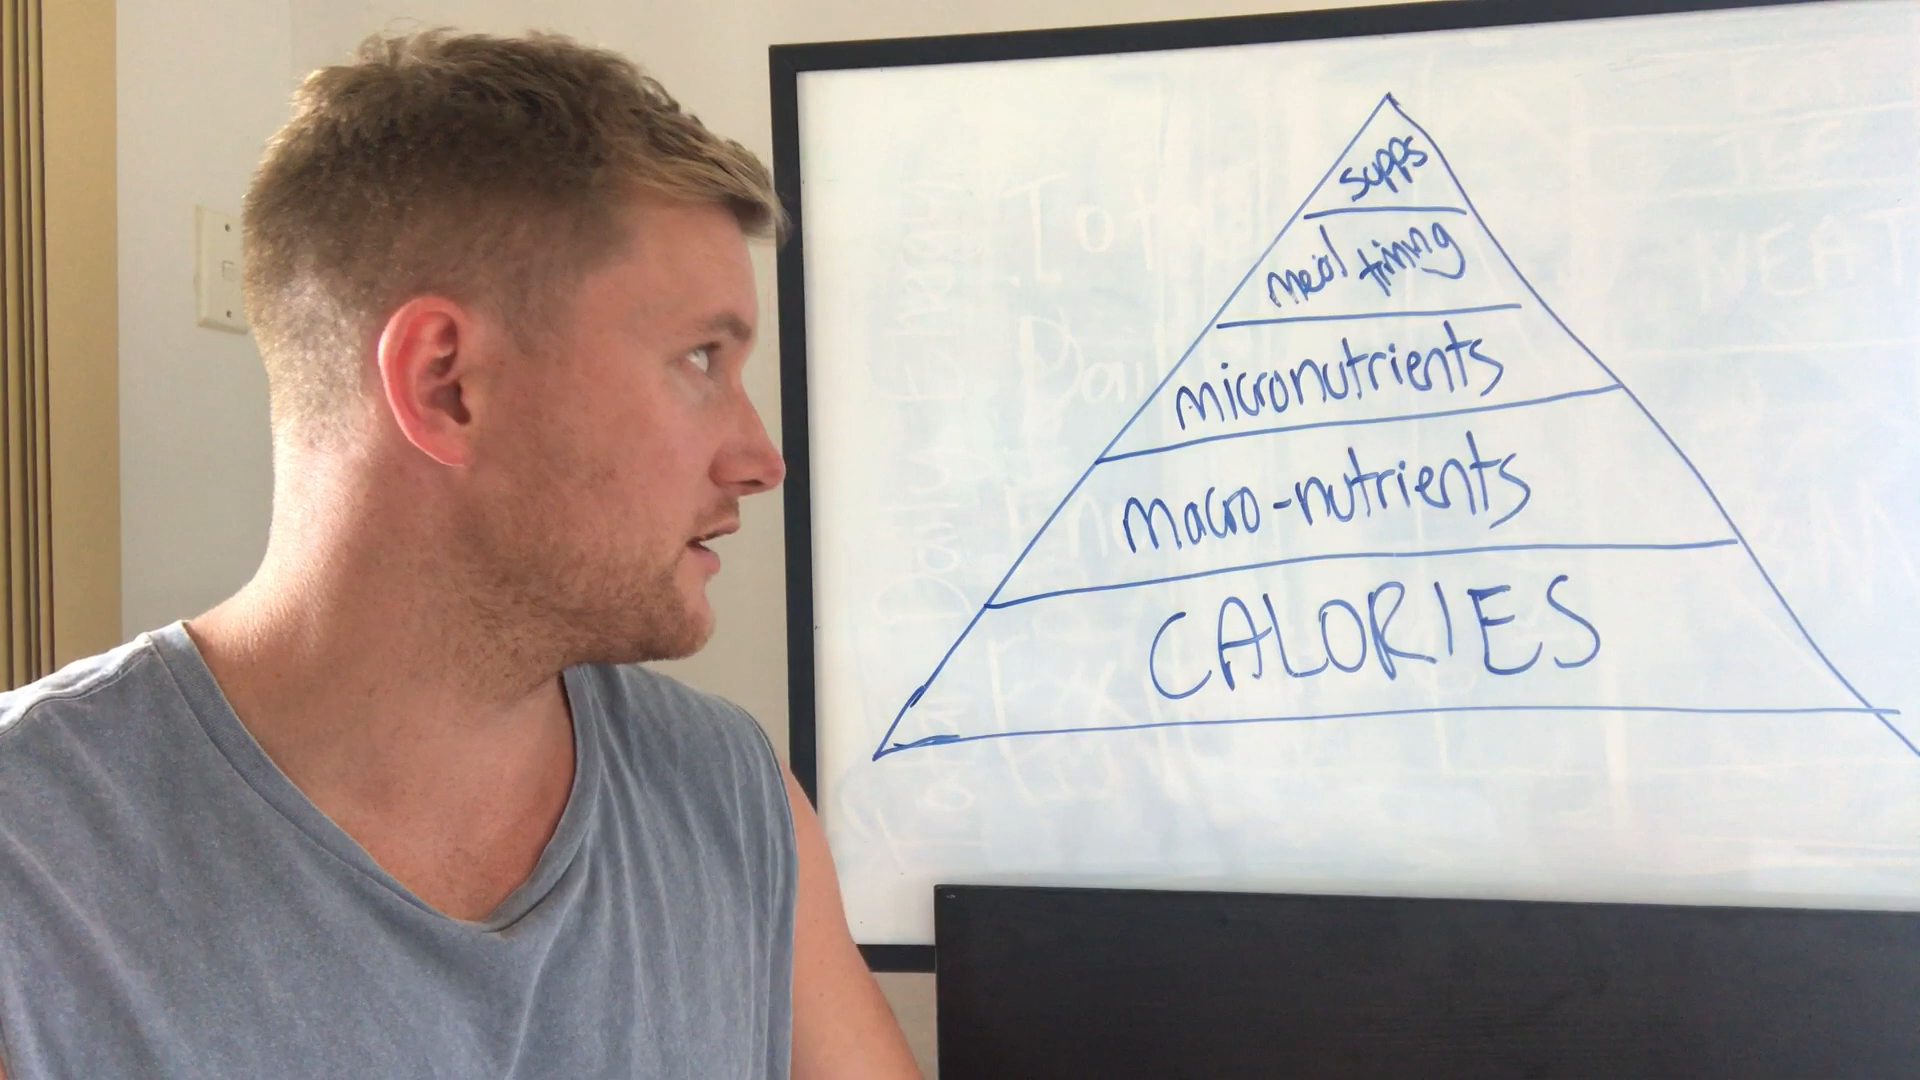 supps
meal timing
micronutrients
macro-nutrients
CALORIES